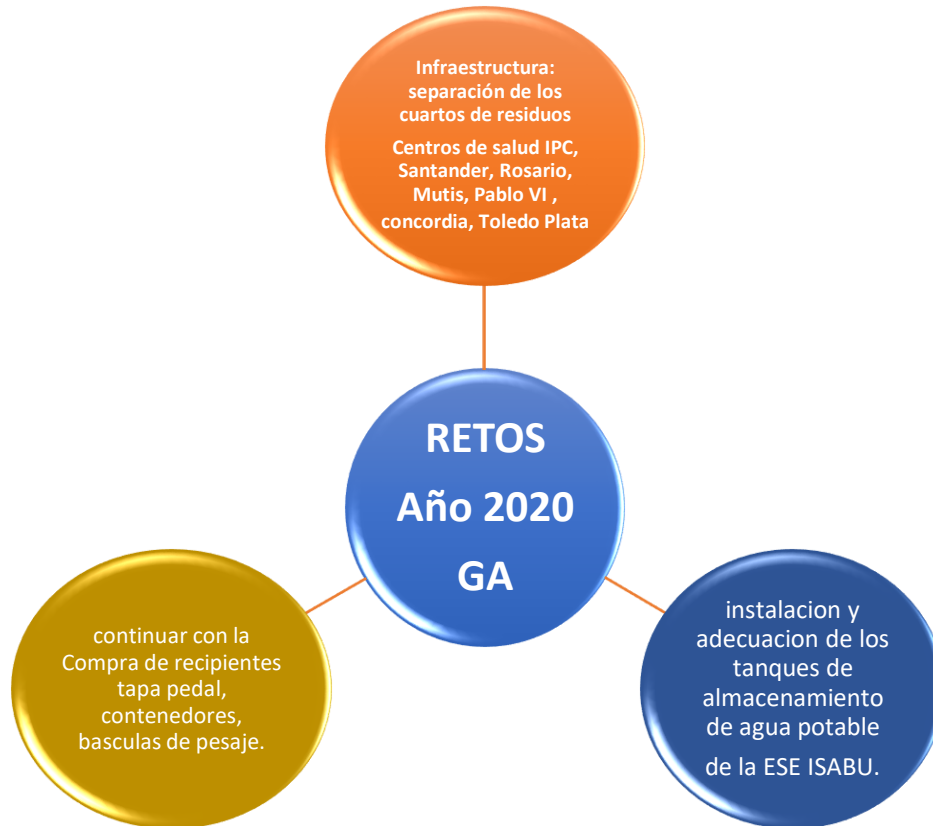 Infraestructura:
separación de los
cuartos de residuos
Centros de salud IPC,
Santander, Rosario,
Mutis, Pablo VI ,
concordia, Toledo Plata
RETOS
Año 2020
GA
continuar con la
Compra de recipientes
tapa pedal,
contenedores,
basculas de pesaje.
instalacion y
adecuacion de los
tanques de
almacenamiento
de agua potable
de la ESE ISABU.